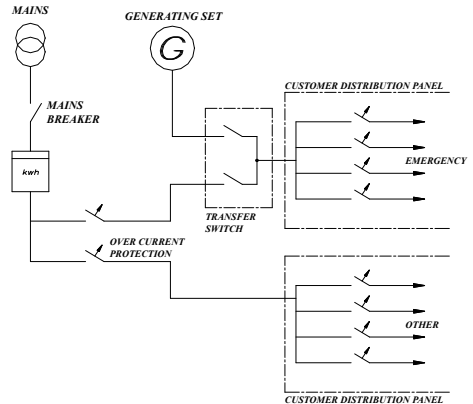 MAINS
GENERATING SET
G
CUSTOMER DISTRIBUTION PANEL
MAINS
BREAKER
kwh
EMERGENCY
TRANSFER
SWITCH
OVER CURRENT
PROTECTION
OTHER
CUSTOMER DISTRIBUTION PANEL